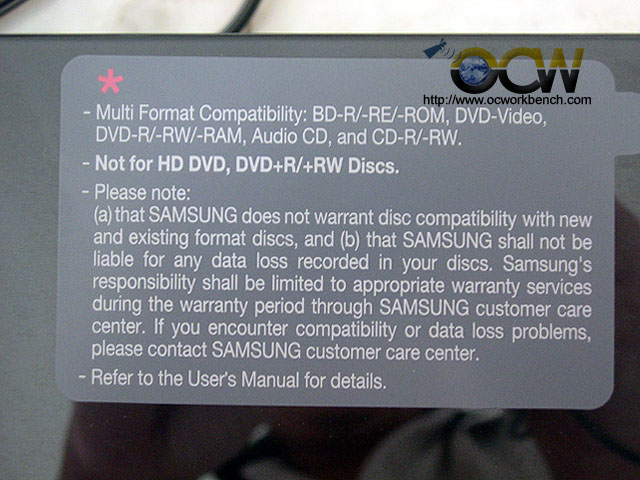 OCW
http://www.ocworkbench.com
*
- Multi Format Compatibility: BD-R/-RE/-ROM, DVD-Video,
DVD-R/-RW/-RAM, Audio CD, and CD-R/-RW.
- Not for HD DVD, DVD+R/+RW Discs.
- Please note:
(a) that SAMSUNG does not warrant disc compatibility with new
and existing format discs, and (b) that SAMSUNG shall not be
liable for any data loss recorded in your discs. Samsung's
responsibility shall be limited to appropriate warranty services
during the warranty period through SAMSUNG customer care
center. If you encounter compatibility or data loss problems,
please contact SAMSUNG customer care center.
- Refer to the User's Manual for details.